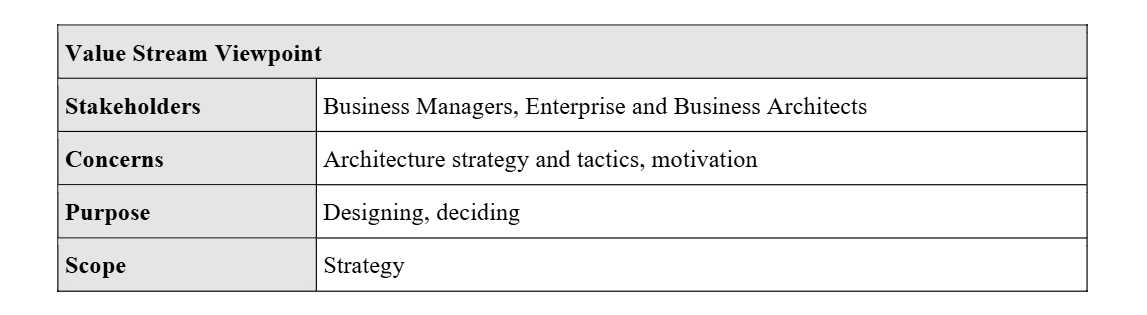 Value Stream Viewpoint
Stakeholders Business Managers, Enterprise and Business Architects
Concerns Architecture strategy and tactics, motivation
Purpose Designing, deciding
Scope Strategy